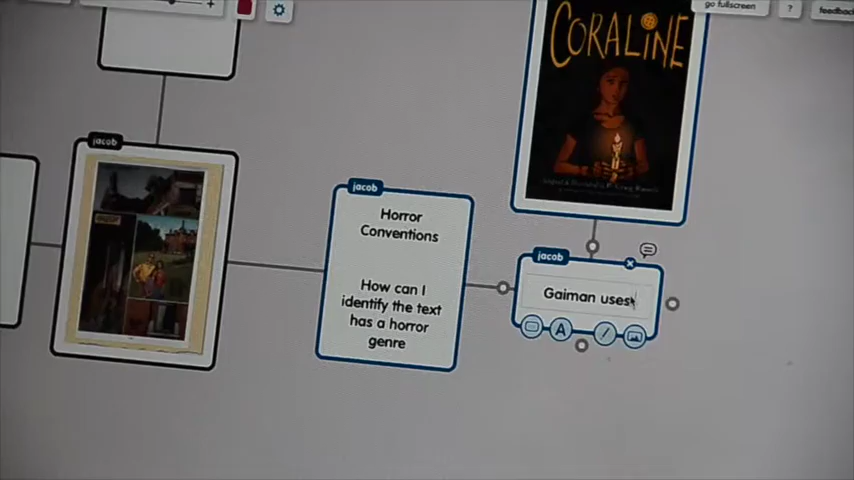 go fullscreen
?
feedback
CORALINE
jacob
jacob
Horror
Conventions
How can I
identify the text
has a horror
genre
jacob
Gaiman uses
A